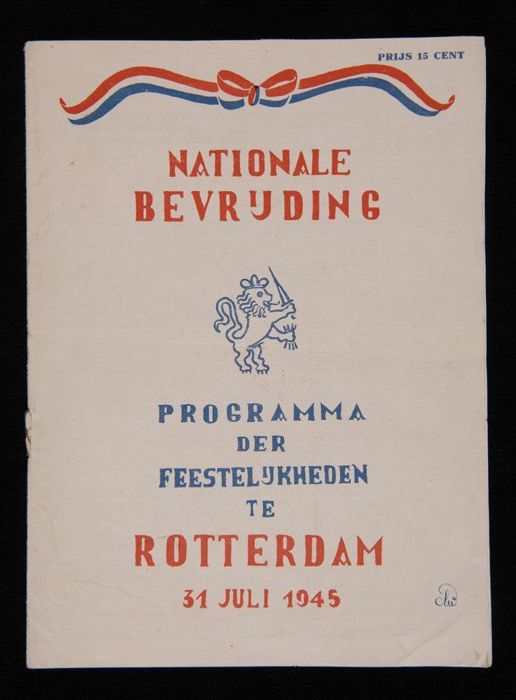 PRIJS 15 CENT
NATIONALE
BEVRIJDING
PROGRAMMA
DER
FEESTELIJKHEDEN
TE
ROTTERDAM
31 JULI 1945